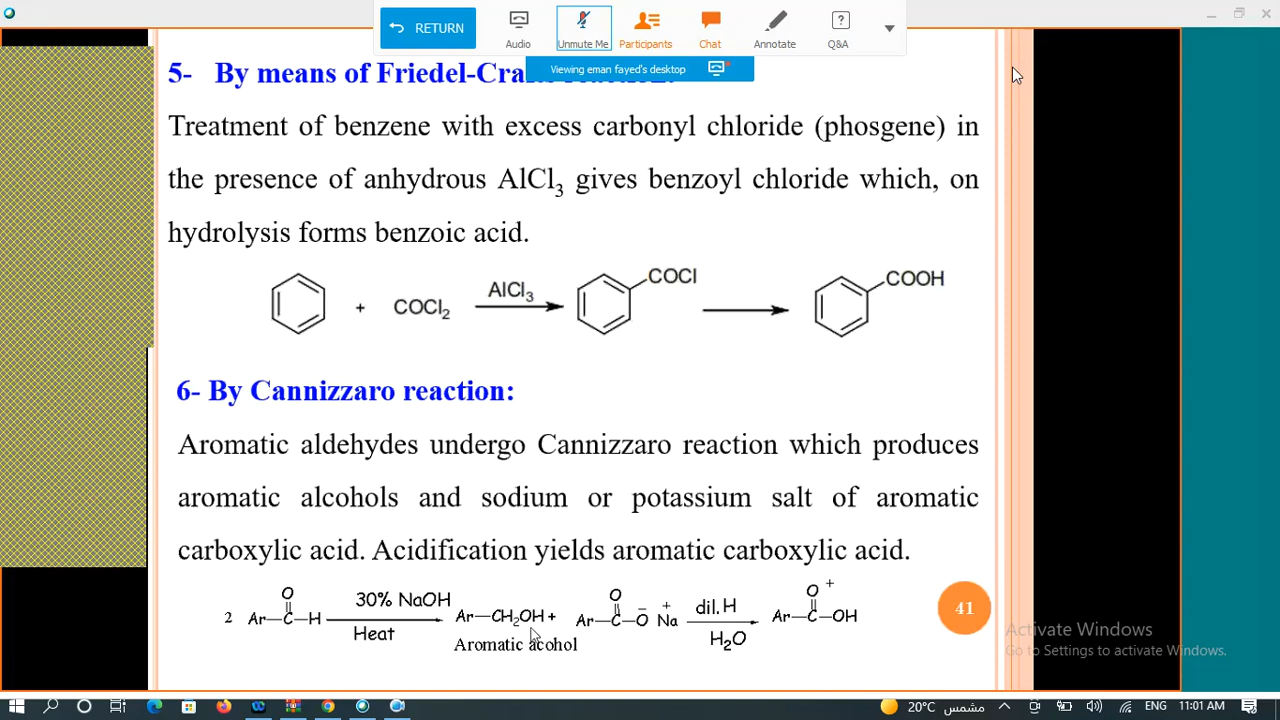 RETURN
Audio
Unmute Me
Participants
Chat
Annotate
Q&A
Viewing eman fayed's desktop
5- By means of Friedel-Cra
Treatment of benzene with excess carbonyl chloride (phosgene) in
the presence of anhydrous AlCl3 gives benzoyl chloride which, on
hydrolysis forms benzoic acid.
+ COCl2 AlCl3 COCl COOH
6- By Cannizzaro reaction:
Aromatic aldehydes undergo Cannizzaro reaction which produces
aromatic alcohols and sodium or potassium salt of aromatic
carboxylic acid. Acidification yields aromatic carboxylic acid.
O O O +
2 Ar—C—H 30% NaOH Ar—CH2OH + Ar—C—O− Na+ dil. H Ar—C—OH
Heat H2O
Aromatic acohol
41
Activate Windows
Go to Settings to activate Windows.
20°C مشمس
ENG
11:01 AM